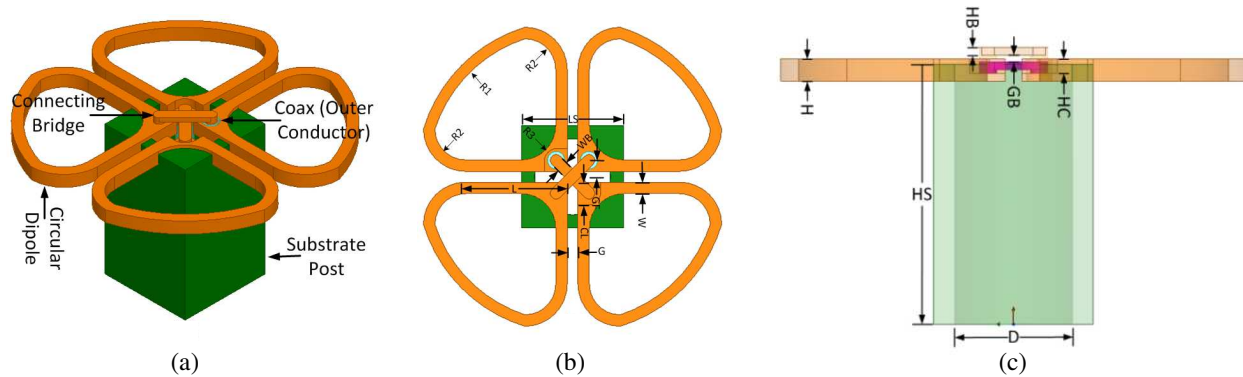 Connecting
Bridge
Coax (Outer
Conductor)
Circular
Dipole
Substrate
Post
(a)
R2
R1
R2
LS
R3
WB
L
GF
W
CL
G
(b)
HB
H
GB
HC
HS
D
(c)